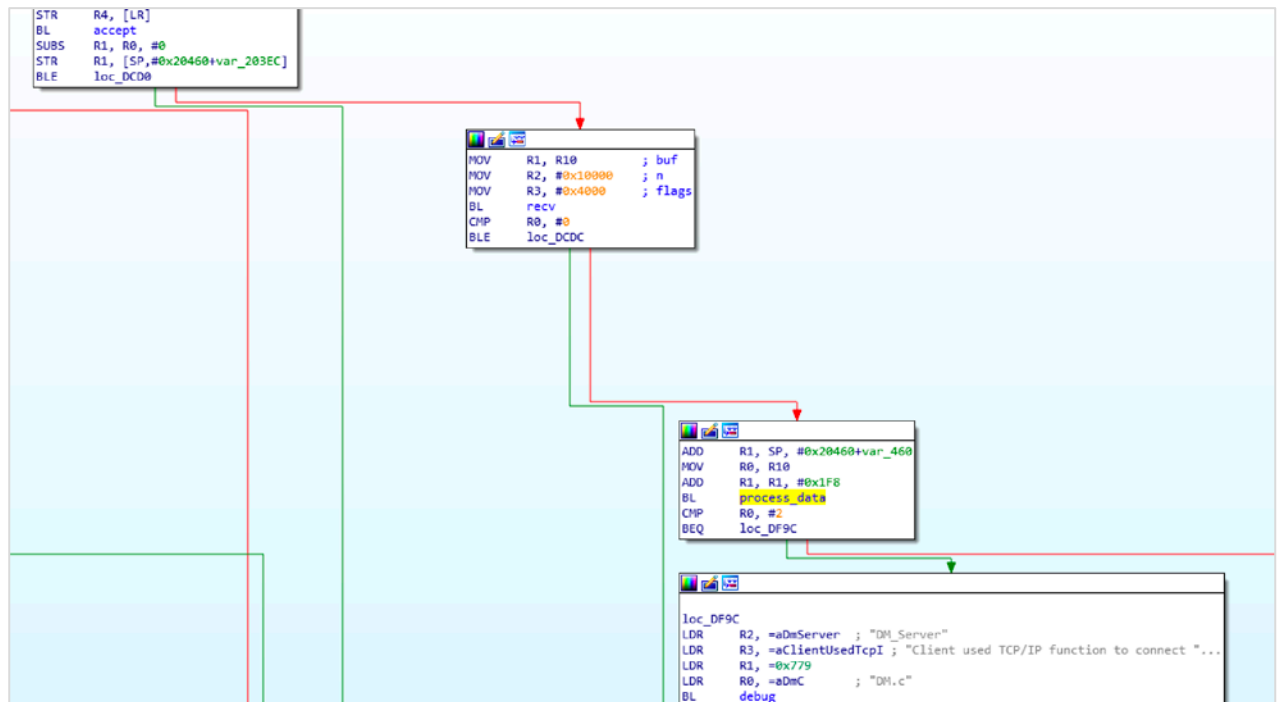 STR R4, [LR]
BL accept
SUBS R1, R0, #0
STR R1, [SP,#0x20460+var_203EC]
BLE loc_DCD0
MOV R1, R10 ; buf
MOV R2, #0x10000 ; n
MOV R3, #0x4000 ; flags
BL recv
CMP R0, #0
BLE loc_DCDC
ADD R1, SP, #0x20460+var_460
MOV R0, R10
ADD R1, R1, #0x1F8
BL process_data
CMP R0, #2
BEQ loc_DF9C
loc_DF9C
LDR R2, =aDmServer ; "DM_Server"
LDR R3, =aClientUsedTcpI ; "Client used TCP/IP function to connect "...
LDR R1, =0x779
LDR R0, =aDmC ; "DM.c"
BL debug